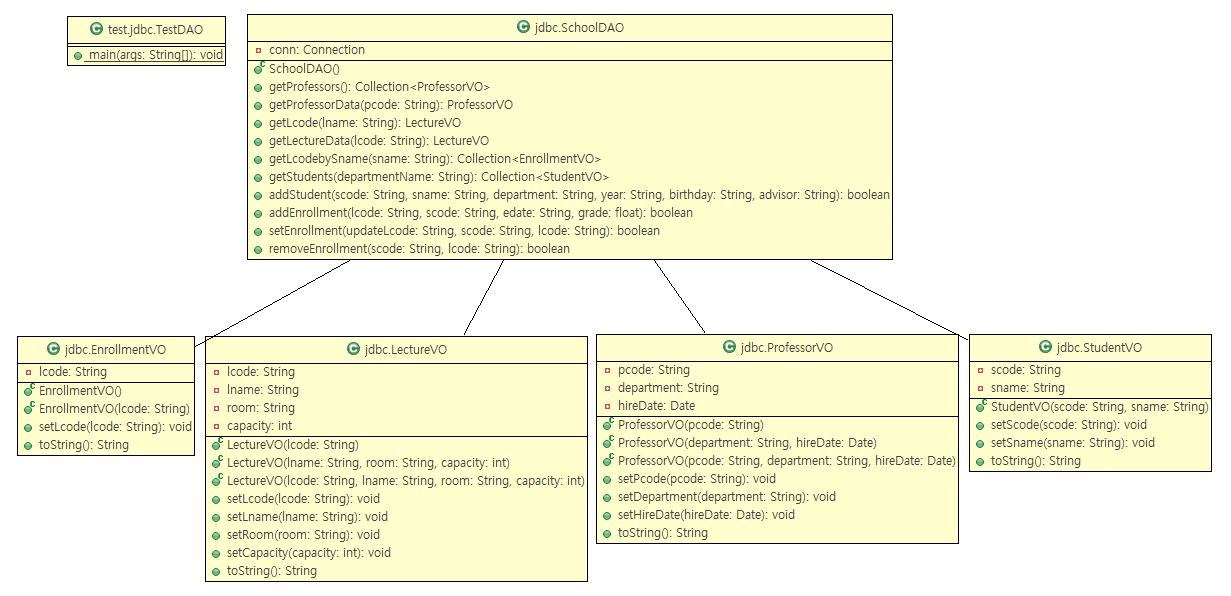 test.jdbc.TestDAO
main(args: String[]): void
jdbc.SchoolDAO
conn: Connection
SchoolDAO()
getProfessors(): Collection<ProfessorVO>
getProfessorData(pcode: String): ProfessorVO
getLcode(lname: String): LectureVO
getLectureData(lcode: String): LectureVO
getLcodebySname(sname: String): Collection<EnrollmentVO>
getStudents(departmentName: String): Collection<StudentVO>
addStudent(scode: String, sname: String, department: String, year: String, birthday: String, advisor: String): boolean
addEnrollment(lcode: String, scode: String, edate: String, grade: float): boolean
setEnrollment(updateLcode: String, scode: String, lcode: String): boolean
removeEnrollment(scode: String, lcode: String): boolean
jdbc.EnrollmentVO
lcode: String
EnrollmentVO()
EnrollmentVO(lcode: String)
setLcode(lcode: String): void
toString(): String
jdbc.LectureVO
lcode: String
lname: String
room: String
capacity: int
LectureVO(lcode: String)
LectureVO(lname: String, room: String, capacity: int)
LectureVO(lcode: String, lname: String, room: String, capacity: int)
setLcode(lcode: String): void
setLname(lname: String): void
setRoom(room: String): void
setCapacity(capacity: int): void
toString(): String
jdbc.ProfessorVO
pcode: String
department: String
hireDate: Date
ProfessorVO(pcode: String)
ProfessorVO(department: String, hireDate: Date)
ProfessorVO(pcode: String, department: String, hireDate: Date)
setPcode(pcode: String): void
setDepartment(department: String): void
setHireDate(hireDate: Date): void
toString(): String
jdbc.StudentVO
scode: String
sname: String
StudentVO(scode: String, sname: String)
setScode(scode: String): void
setSname(sname: String): void
toString(): String